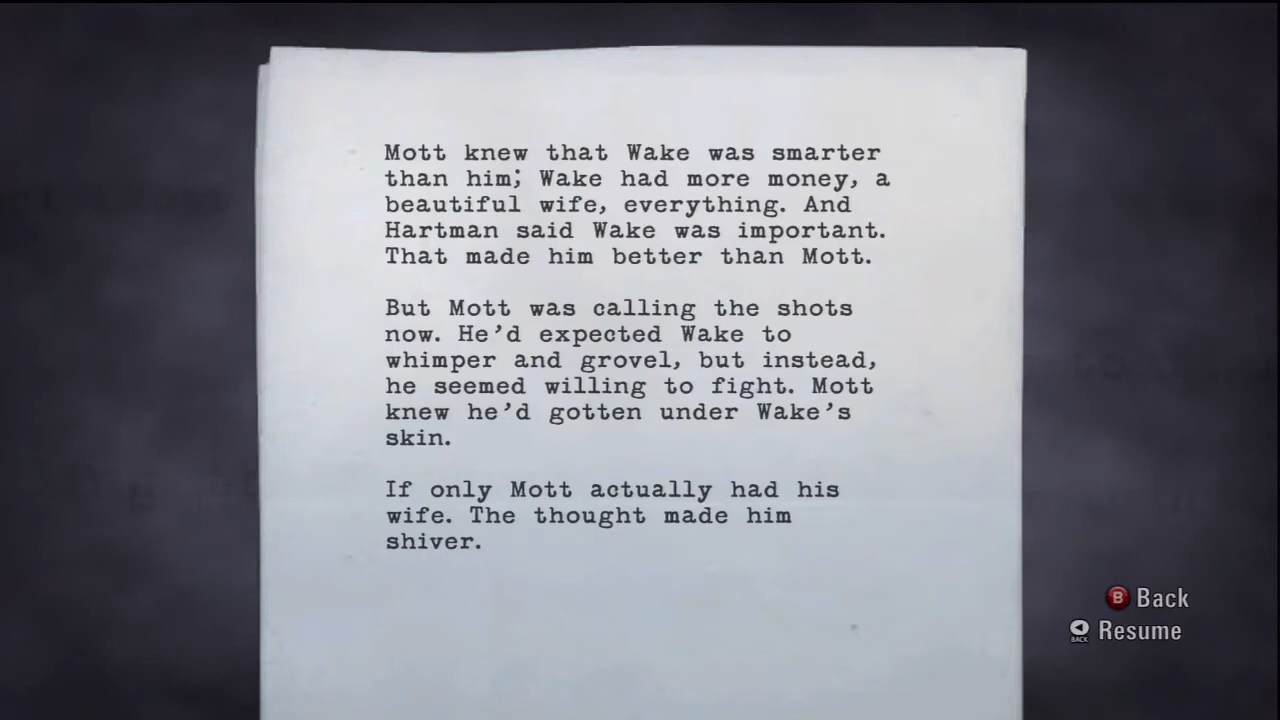 Mott knew that Wake was smarter
than him; Wake had more money, a
beautiful wife, everything. And
Hartman said Wake was important.
That made him better than Mott.
But Mott was calling the shots
now. He’d expected Wake to
whimper and grovel, but instead,
he seemed willing to fight. Mott
knew he’d gotten under Wake’s
skin.
If only Mott actually had his
wife. The thought made him
shiver.
B Back
BACK Resume